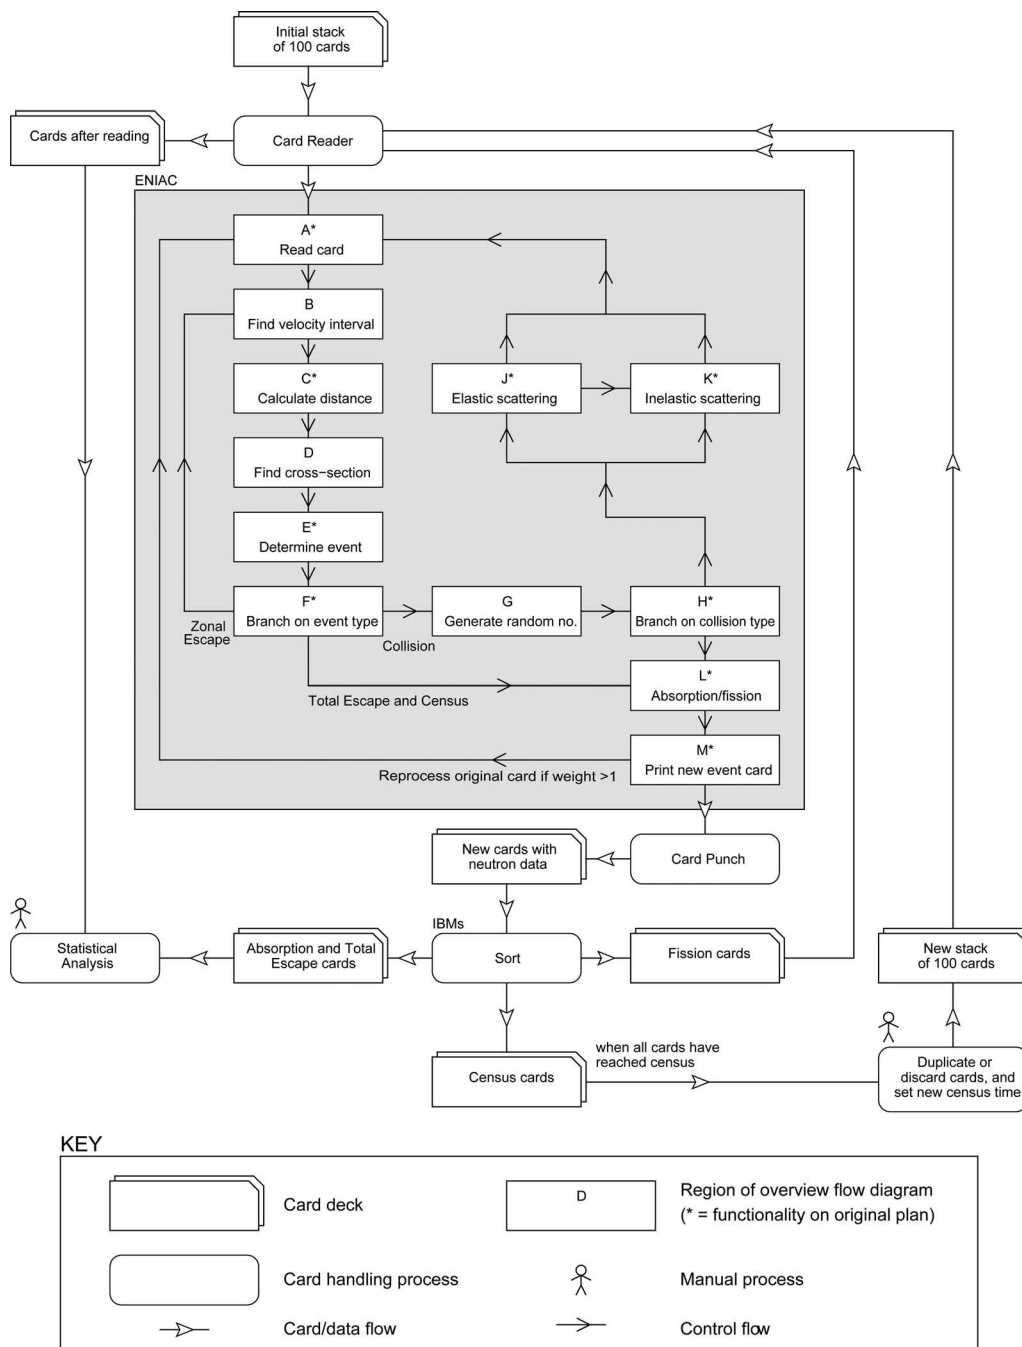 Initial stack
of 100 cards
Cards after reading
Card Reader
ENIAC
A*
Read card
B
Find velocity interval
C*
Calculate distance
J*
Elastic scattering
K*
Inelastic scattering
D
Find cross-section
E*
Determine event
F*
Branch on event type
G
Generate random no.
H*
Branch on collision type
Zonal
Escape
Collision
L*
Absorption/fission
Total Escape and Census
M*
Print new event card
Reprocess original card if weight >1
New cards with
neutron data
Card Punch
IBMs
Statistical
Analysis
Absorption and Total
Escape cards
Sort
Fission cards
New stack
of 100 cards
when all cards have
reached census
Census cards
Duplicate or
discard cards, and
set new census time
KEY
Card deck
D
Region of overview flow diagram
(* = functionality on original plan)
Card handling process
Manual process
Card/data flow
Control flow